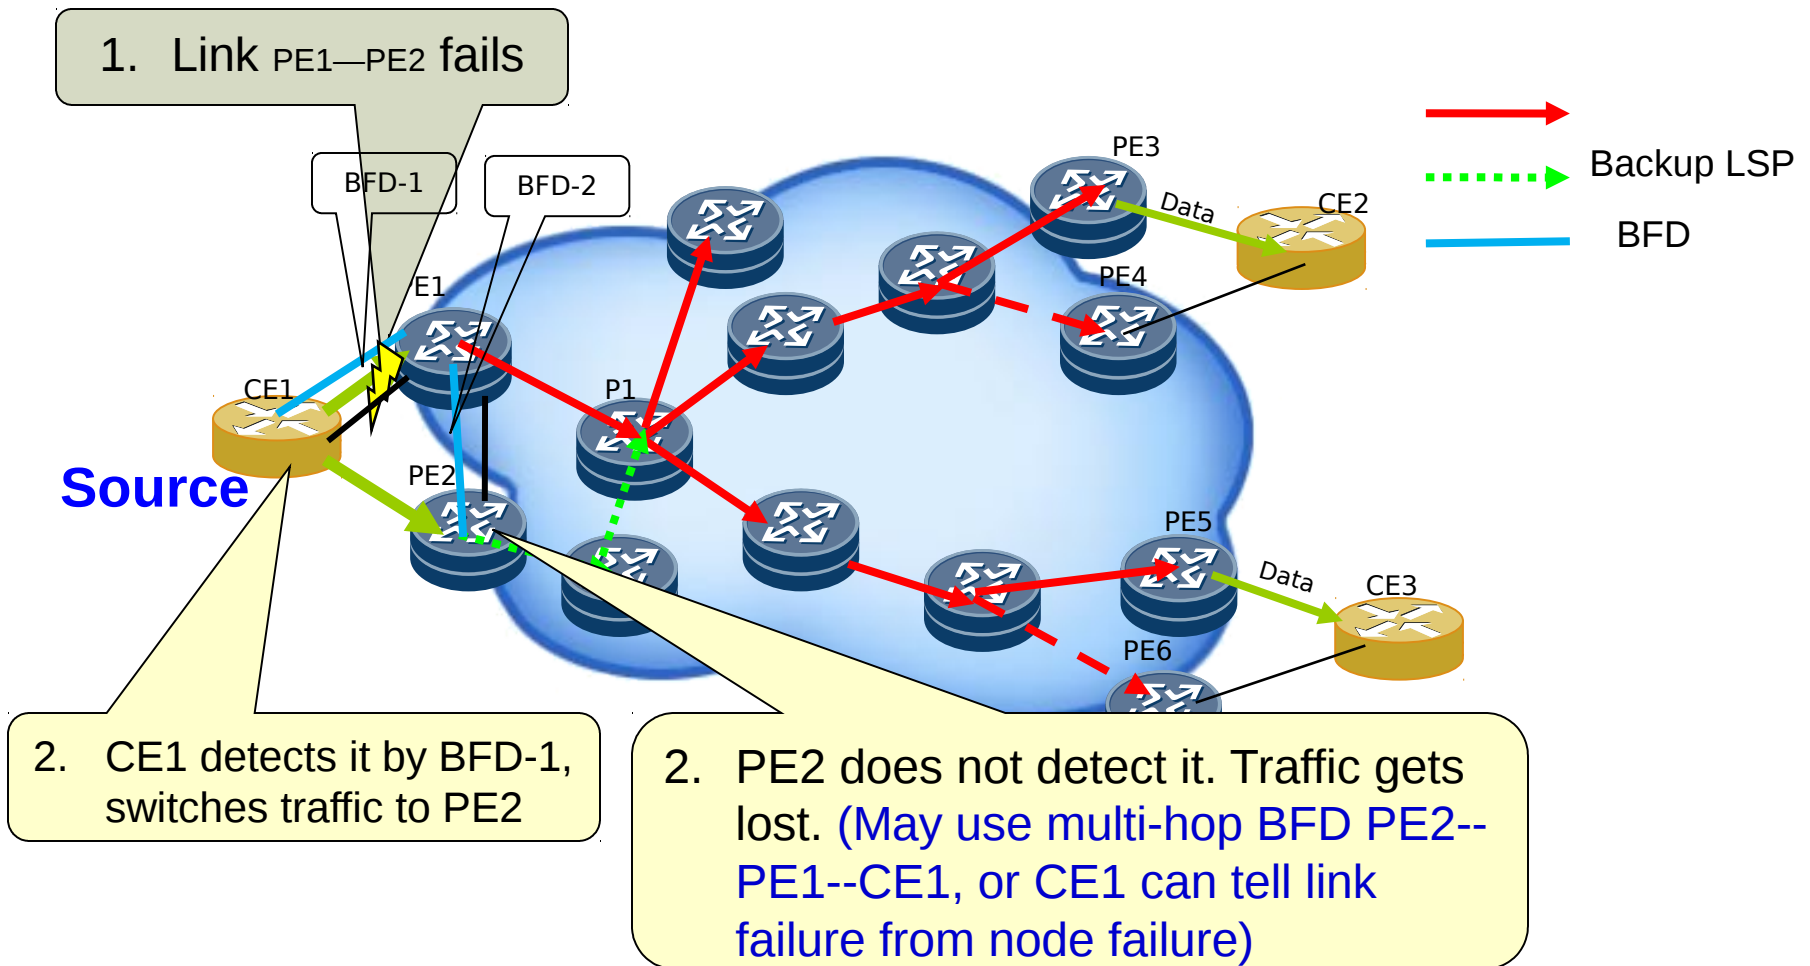 1. Link PE1—PE2 fails
BFD-1
BFD-2
PE3
Data
CE2
Backup LSP
BFD
PE4
E1
CE1
P1
Source
PE2
PE5
Data
CE3
PE6
2. CE1 detects it by BFD-1,
switches traffic to PE2
2. PE2 does not detect it. Traffic gets
lost. (May use multi-hop BFD PE2--
PE1--CE1, or CE1 can tell link
failure from node failure)